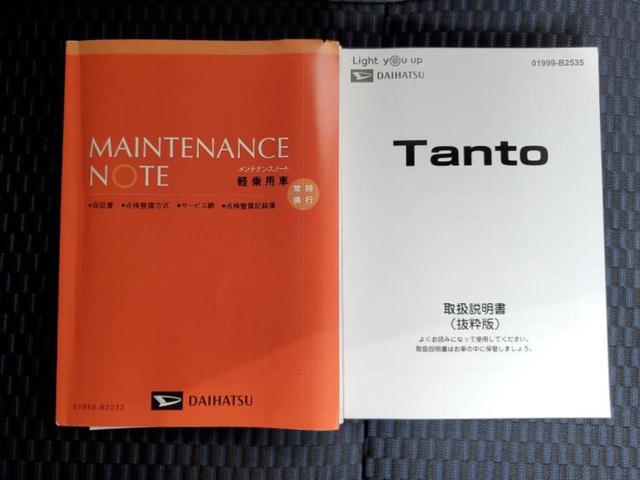 MAINTENANCE
NOTE
メンテナンスノート
軽乗用車
常時
携行
●保証書 ●点検整備方式 ●サービス網 ●点検整備記録簿
01999-B2032
DAIHATSU
Light you up
DAIHATSU
01999-B2535
Tanto
取扱説明書
(抜粋版)
よくお読みになって使用してください。
取扱説明書はお車の中に保管しましょう。